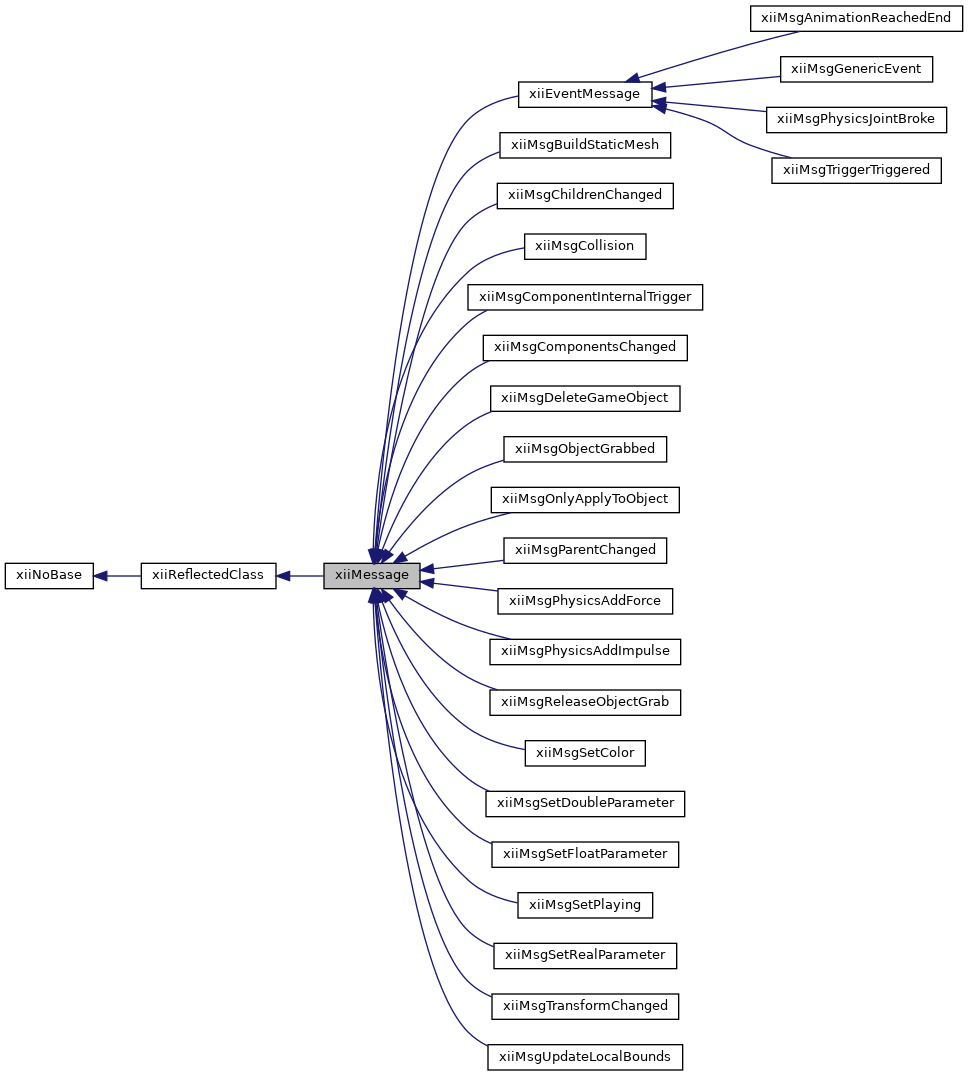 xiiMsgAnimationReachedEnd
xiiMsgGenericEvent
xiiEventMessage
xiiMsgPhysicsJointBroke
xiiMsgBuildStaticMesh
xiiMsgTriggerTriggered
xiiMsgChildrenChanged
xiiMsgCollision
xiiMsgComponentInternalTrigger
xiiMsgComponentsChanged
xiiMsgDeleteGameObject
xiiMsgObjectGrabbed
xiiMsgOnlyApplyToObject
xiiMsgParentChanged
xiiNoBase
xiiReflectedClass
xiiMessage
xiiMsgPhysicsAddForce
xiiMsgPhysicsAddImpulse
xiiMsgReleaseObjectGrab
xiiMsgSetColor
xiiMsgSetDoubleParameter
xiiMsgSetFloatParameter
xiiMsgSetPlaying
xiiMsgSetRealParameter
xiiMsgTransformChanged
xiiMsgUpdateLocalBounds